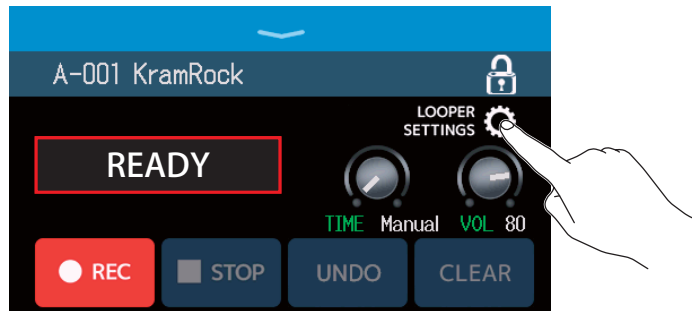 A-001 KramRock
LOOPER
SETTINGS
READY
TIME Manual VOL 80
REC STOP UNDO CLEAR